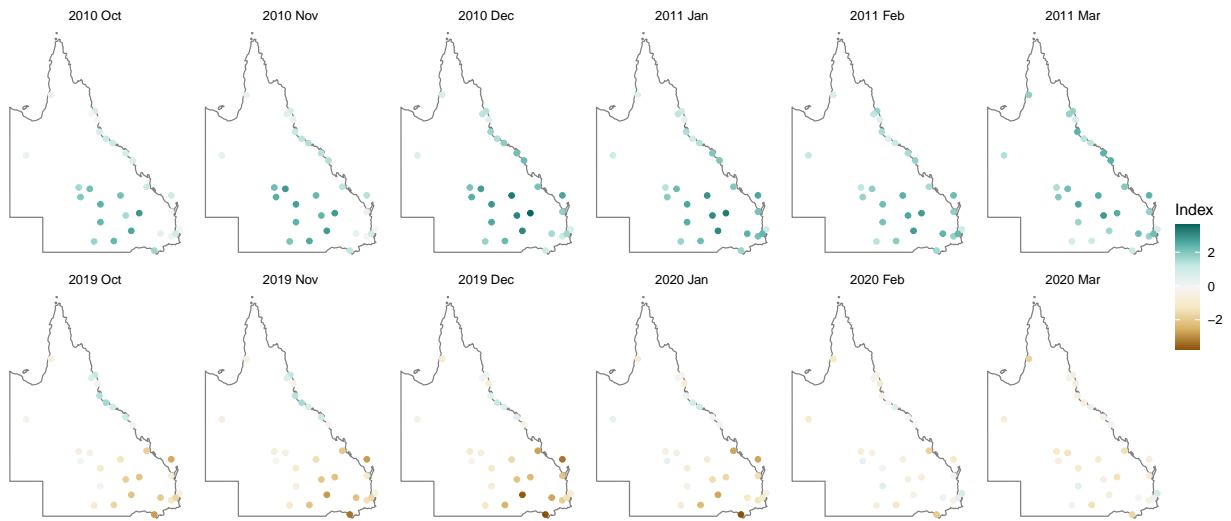 2010 Oct
2010 Nov
2010 Dec
2011 Jan
2011 Feb
2011 Mar
Index
2
0
−2
2019 Oct
2019 Nov
2019 Dec
2020 Jan
2020 Feb
2020 Mar